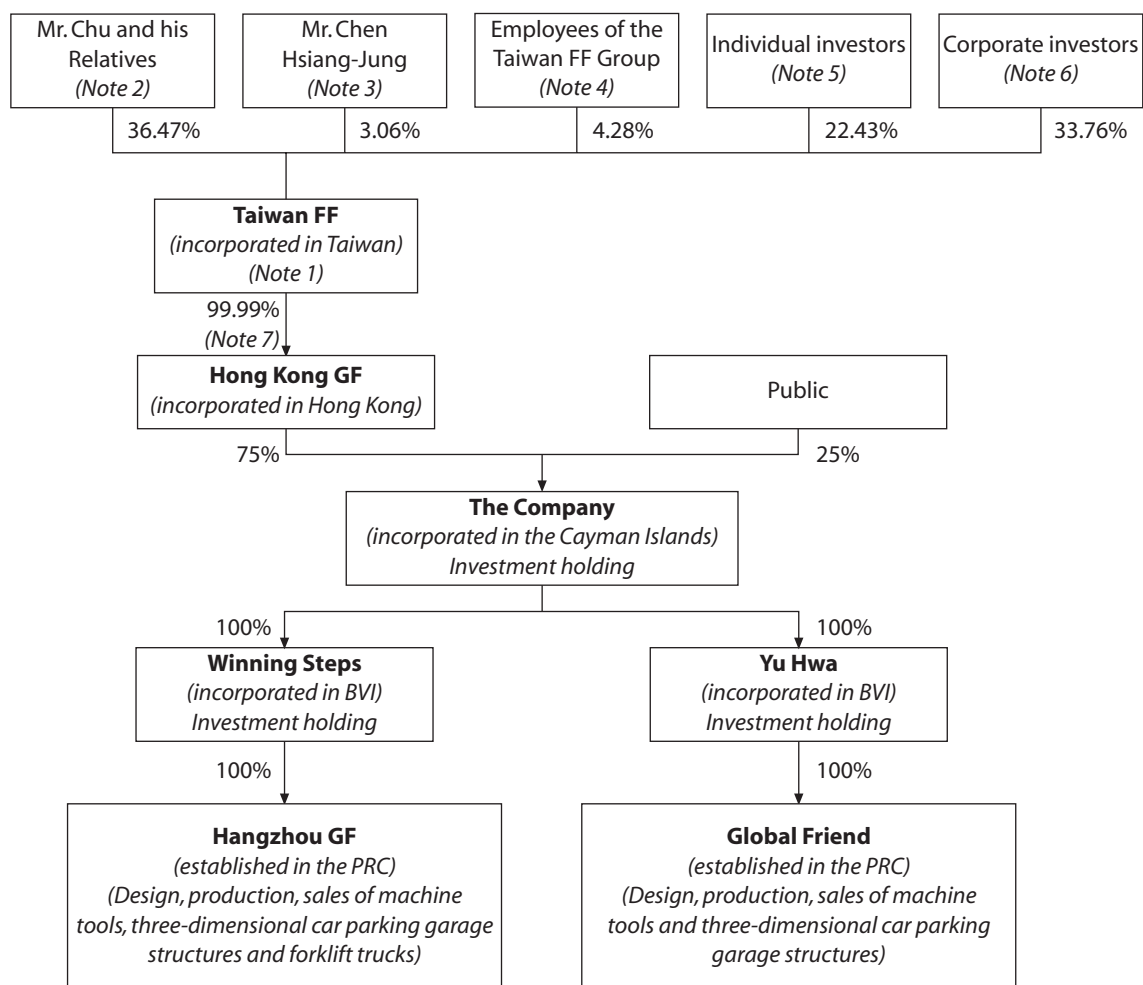 Mr. Chu and his
Relatives
(Note 2)
Mr. Chen
Hsiang-Jung
(Note 3)
Employees of the
Taiwan FF Group
(Note 4)
Individual investors
(Note 5)
Corporate investors
(Note 6)
36.47%
3.06%
4.28%
22.43%
33.76%
Taiwan FF
(incorporated in Taiwan)
(Note 1)
99.99%
(Note 7)
Hong Kong GF
(incorporated in Hong Kong)
Public
75%
25%
The Company
(incorporated in the Cayman Islands)
Investment holding
100%
100%
Winning Steps
(incorporated in BVI)
Investment holding
Yu Hwa
(incorporated in BVI)
Investment holding
100%
100%
Hangzhou GF
(established in the PRC)
(Design, production, sales of machine
tools, three-dimensional car parking garage
structures and forklift trucks)
Global Friend
(established in the PRC)
(Design, production, sales of machine
tools and three-dimensional car parking
garage structures)